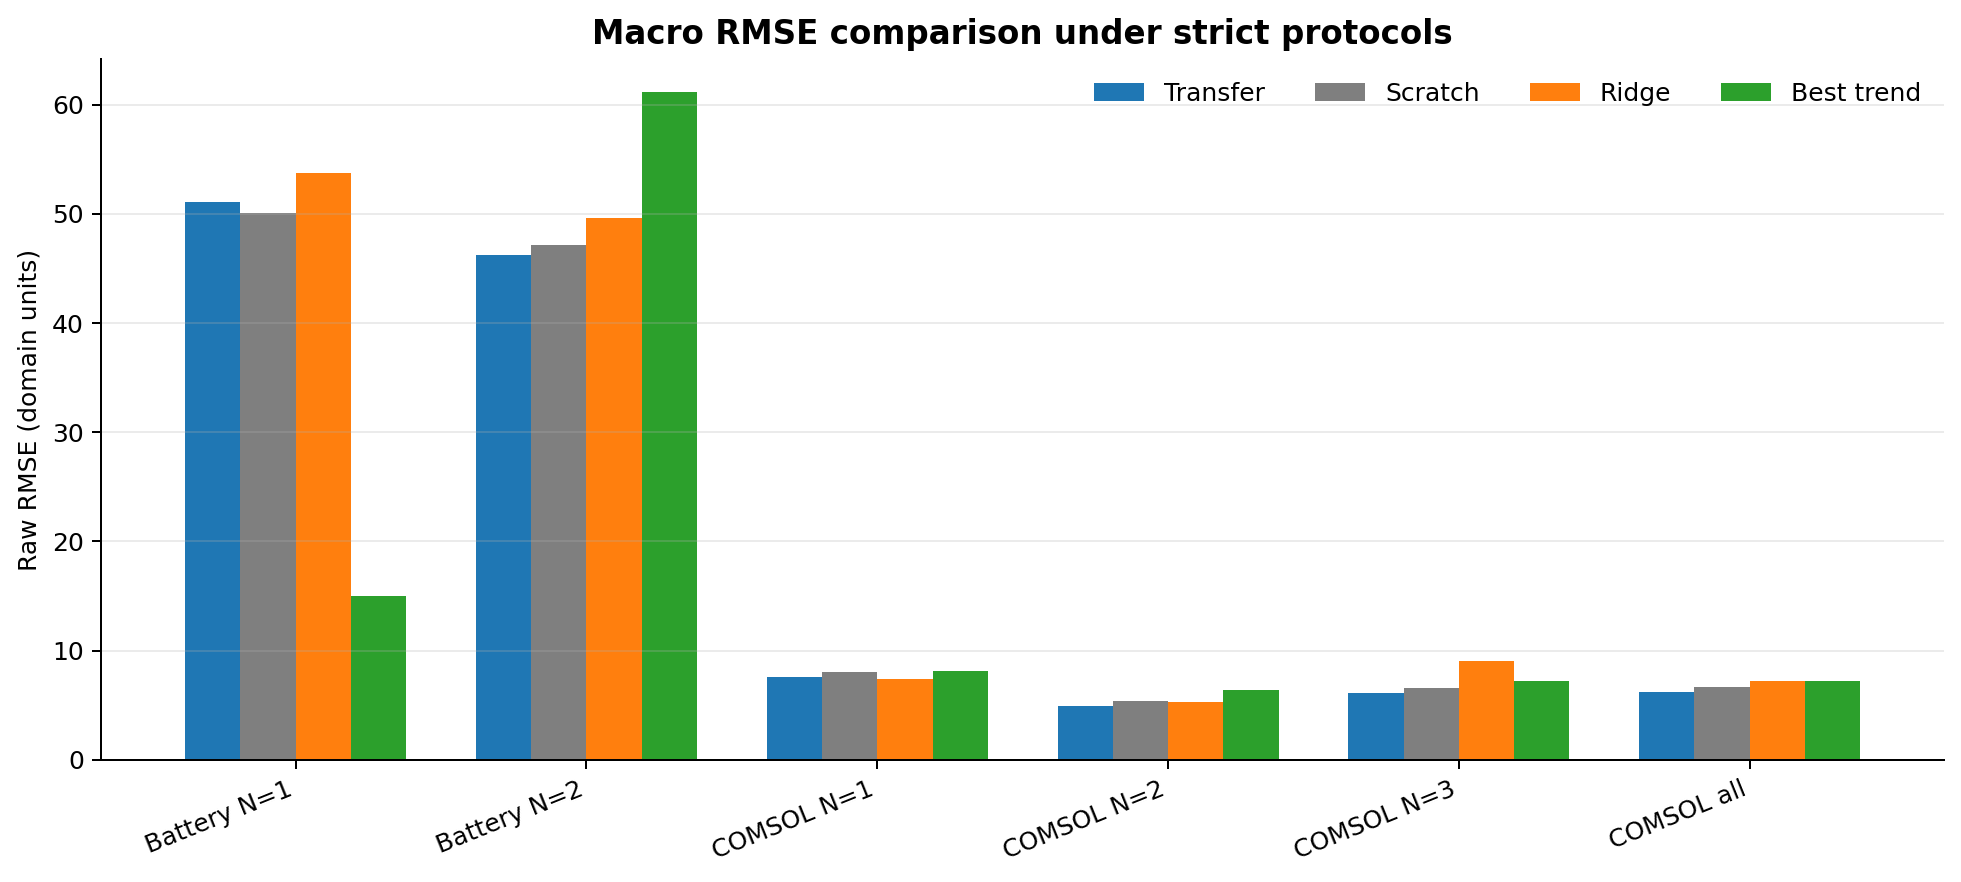 Macro RMSE comparison under strict protocols
Transfer Scratch Ridge Best trend
Raw RMSE (domain units)
60
50
40
30
20
10
0
Battery N=1 Battery N=2 COMSOL N=1 COMSOL N=2 COMSOL N=3 COMSOL all